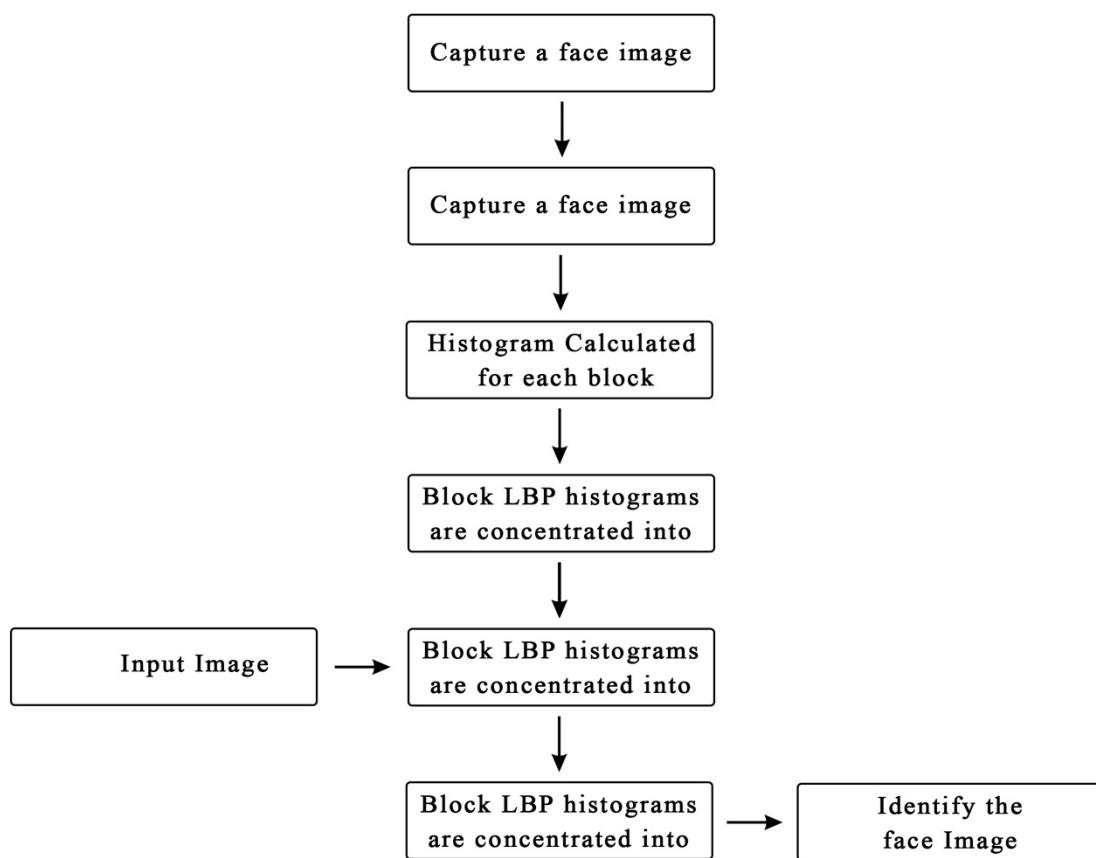 Capture a face image
Capture a face image
Histogram Calculated
for each block
Block LBP histograms
are concentrated into
Input Image
Block LBP histograms
are concentrated into
Block LBP histograms
are concentrated into
Identify the
face Image